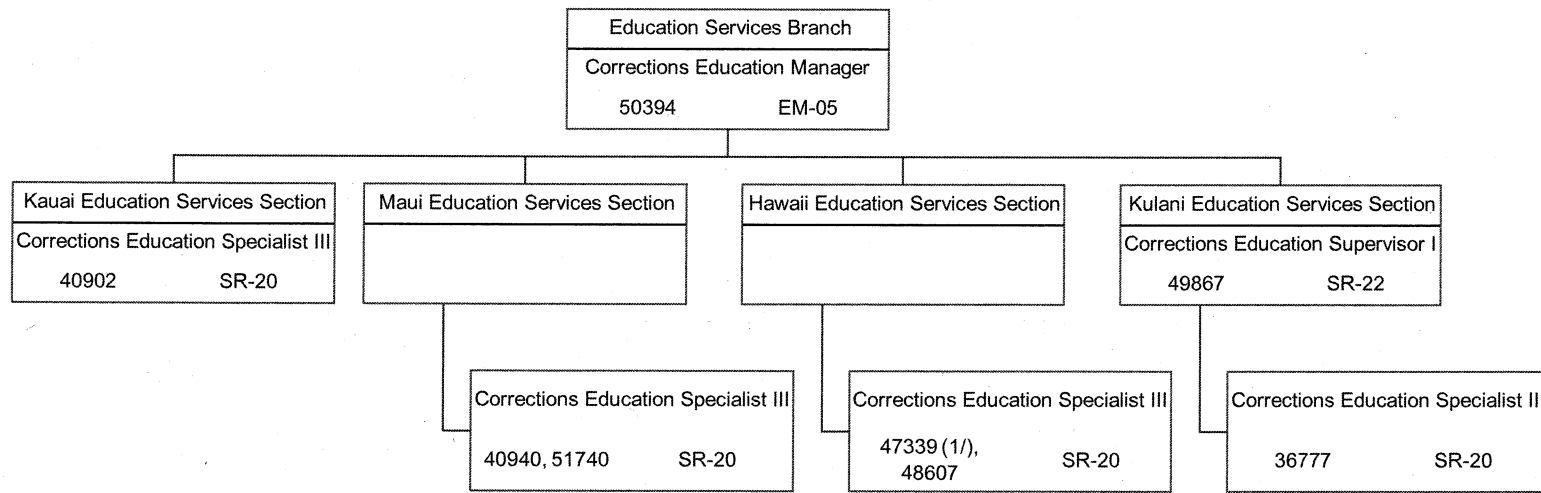 Education Services Branch
Corrections Education Manager
50394 EM-05
Kauai Education Services Section
Corrections Education Specialist III
40902 SR-20
Maui Education Services Section
Hawaii Education Services Section
Kulani Education Services Section
Corrections Education Supervisor I
49867 SR-22
Corrections Education Specialist III
40940, 51740 SR-20
Corrections Education Specialist III
47339 (1/),
48607 SR-20
Corrections Education Specialist II
36777 SR-20